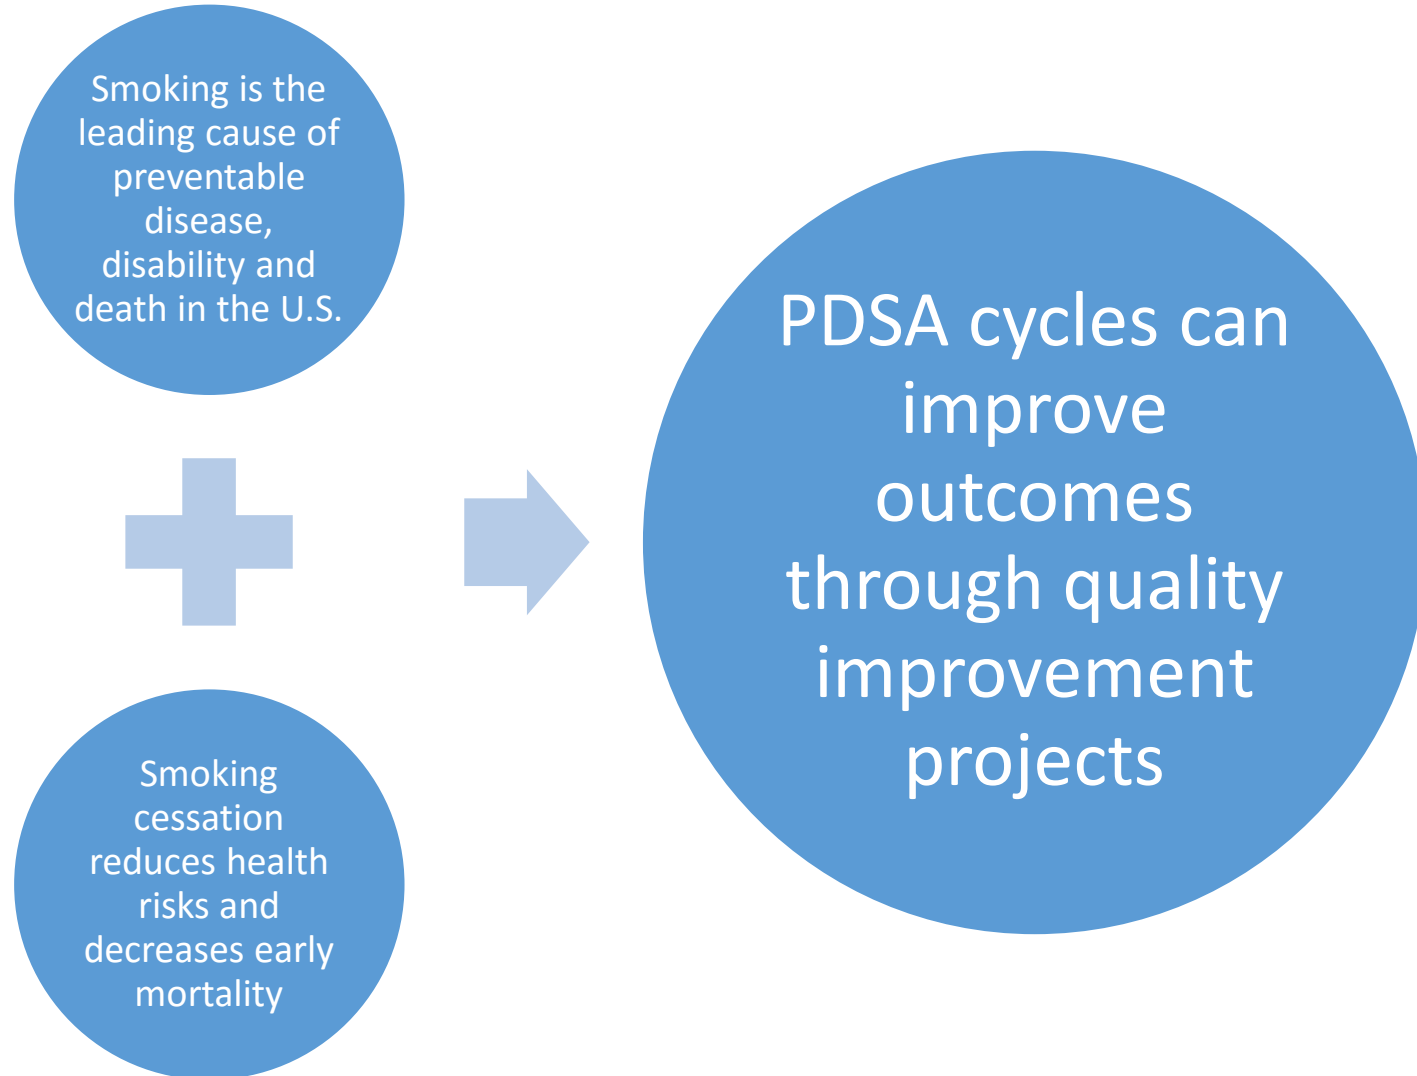 Smoking is the
leading cause of
preventable
disease,
disability and
death in the U.S.
Smoking
cessation
reduces health
risks and
decreases early
mortality
PDSA cycles can
improve
outcomes
through quality
improvement
projects